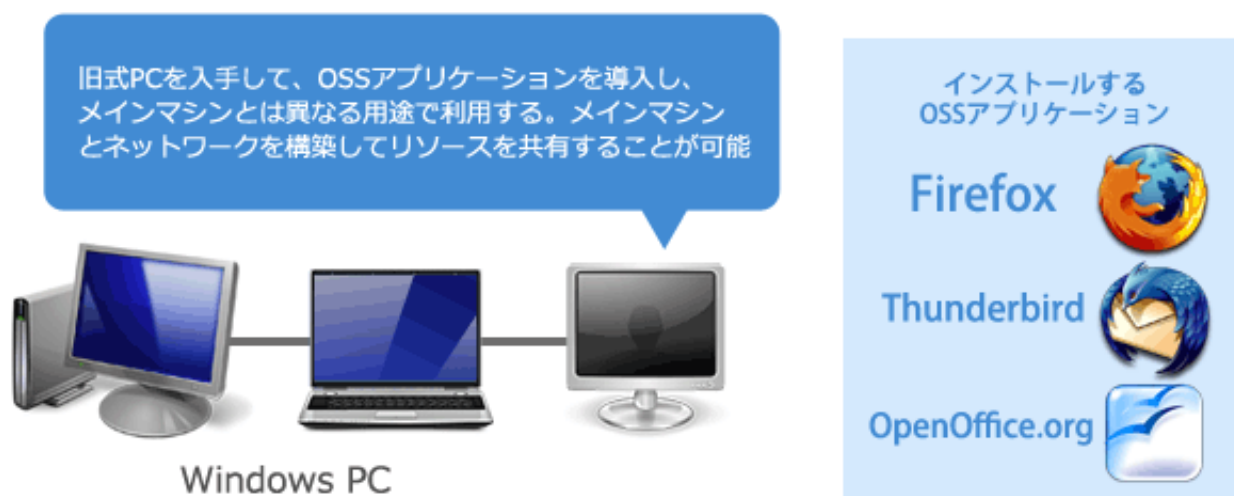 旧式PCを入手して、OSSアプリケーションを導入し、
メインマシンとは異なる用途で利用する。メインマシン
とネットワークを構築してリソースを共有することが可能
Windows PC
インストールする
OSSアプリケーション
Firefox
Thunderbird
OpenOffice.org